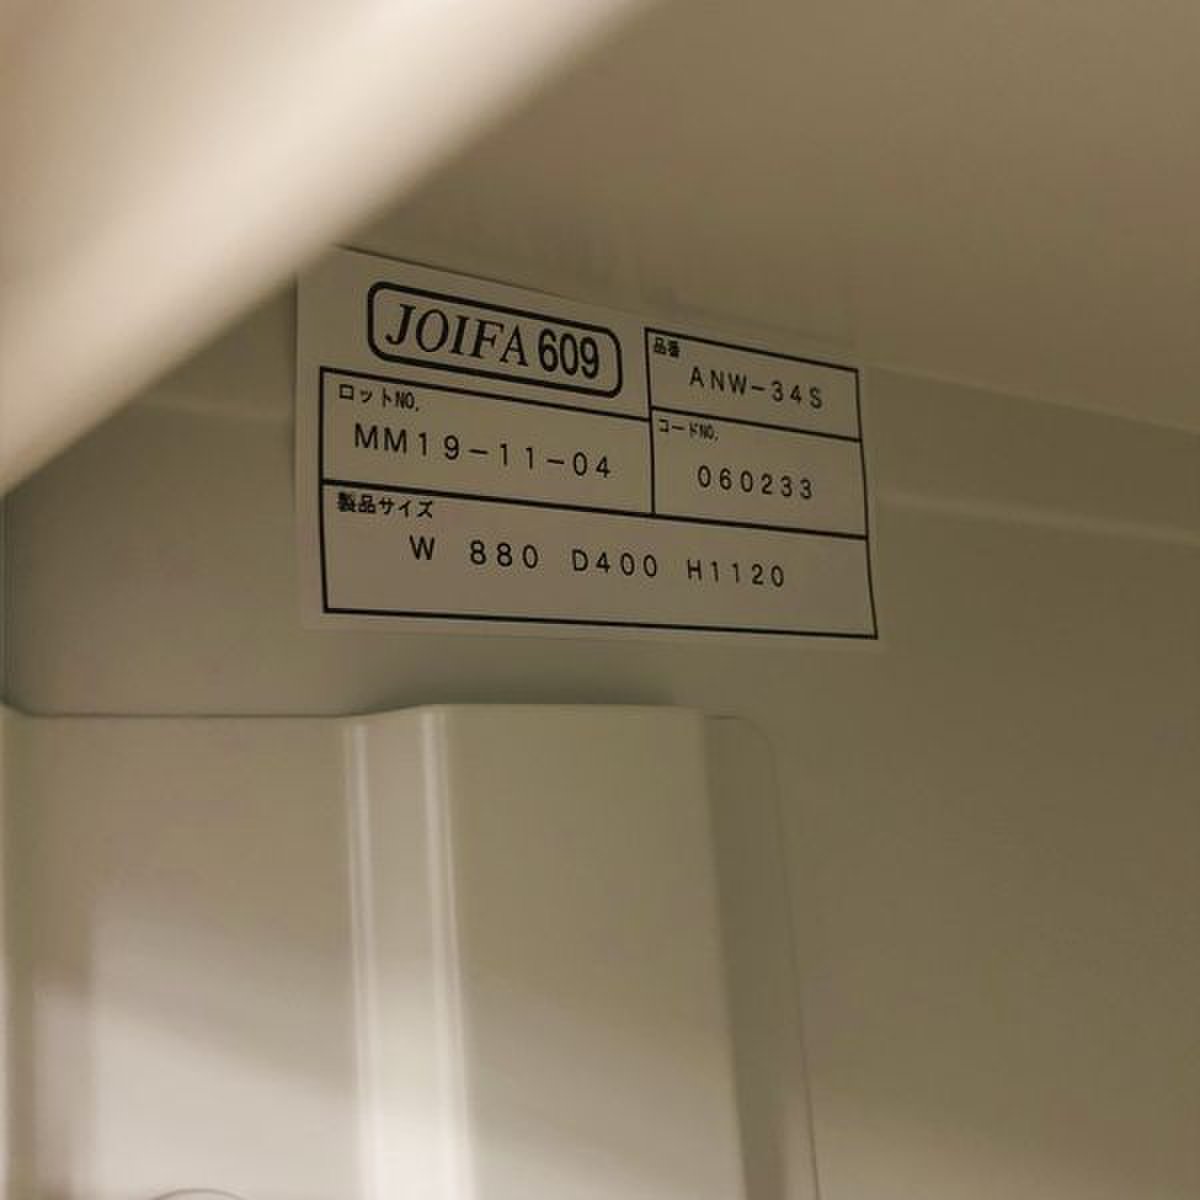 JOIFA 609
品番
ANW-34S
ロットNO.
MM19-11-04
コードNO.
060233
製品サイズ
W 880 D400 H1120